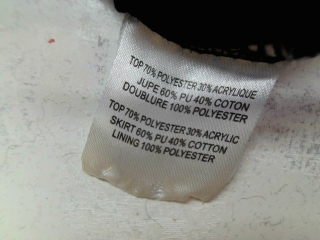 TOP 70% POLYESTER 30% ACRYLIQUE
JUPE 60% PU 40% COTON
DOUBLURE 100% POLYESTER
TOP 70% POLYESTER 30% ACRYLIC
SKIRT 60% PU 40% COTTON
LINING 100% POLYESTER